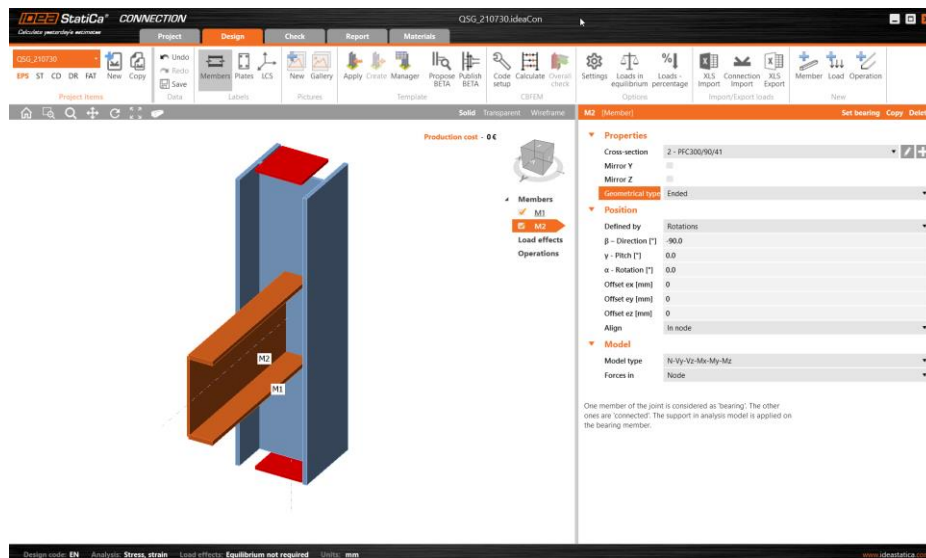 IDEA StatiCa® CONNECTION
Calculate yesterday's estimates
QSG_210730.ideaCon
Project Design Check Report Materials
QSG_210730
EPS ST CO DR FAT
New Copy
Project Items
Undo
Redo
Save
Data
Members Plates LCS
Labels
New Gallery
Pictures
Apply Create Manager Propose BETA Publish BETA
Template
Code setup Calculate Overall check
CBFEM
Settings Loads in equilibrium Loads - percentage
Options
XLS Import Connection Import XLS Export
Import/Export loads
Member Load Operation
New
Solid Transparent Wireframe
Production cost - 0 €
Members
M1
M2
Load effects
Operations
M2
M1
M2 [Member] Set bearing Copy Delet
Properties
Cross-section 2 - PFC300/90/41
Mirror Y
Mirror Z
Geometrical type Ended
Position
Defined by Rotations
β – Direction [°] -90.0
γ - Pitch [°] 0.0
α - Rotation [°] 0.0
Offset ex [mm] 0
Offset ey [mm] 0
Offset ez [mm] 0
Align In node
Model
Model type N-Vy-Vz-Mx-My-Mz
Forces in Node
One member of the joint is considered as 'bearing'. The other
ones are 'connected'. The support in analysis model is applied on
the bearing member.
Design code: EN Analysis: Stress, strain Load effects: Equilibrium not required Units: mm
www.ideastatica.com